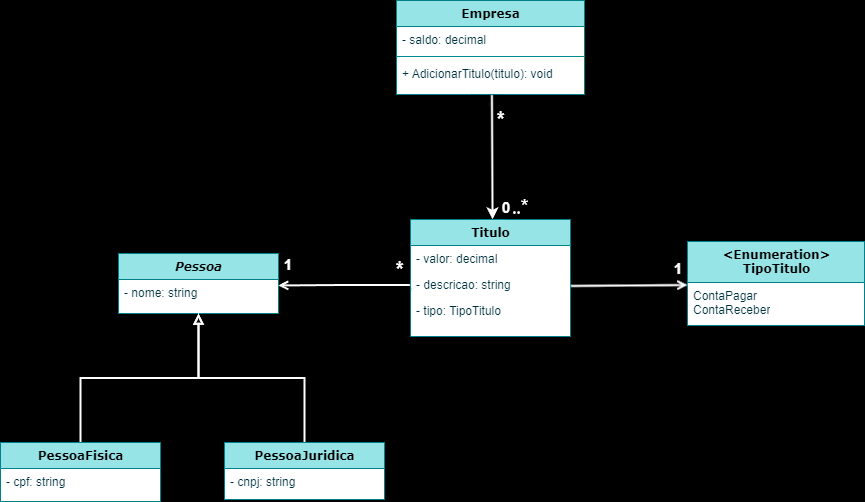 Empresa
- saldo: decimal
+ AdicionarTitulo(titulo): void
*
0..*
Titulo
- valor: decimal
- descricao: string
- tipo: TipoTitulo
Pessoa
- nome: string
1
*
1
<Enumeration>
TipoTitulo
ContaPagar
ContaReceber
PessoaFisica
- cpf: string
PessoaJuridica
- cnpj: string